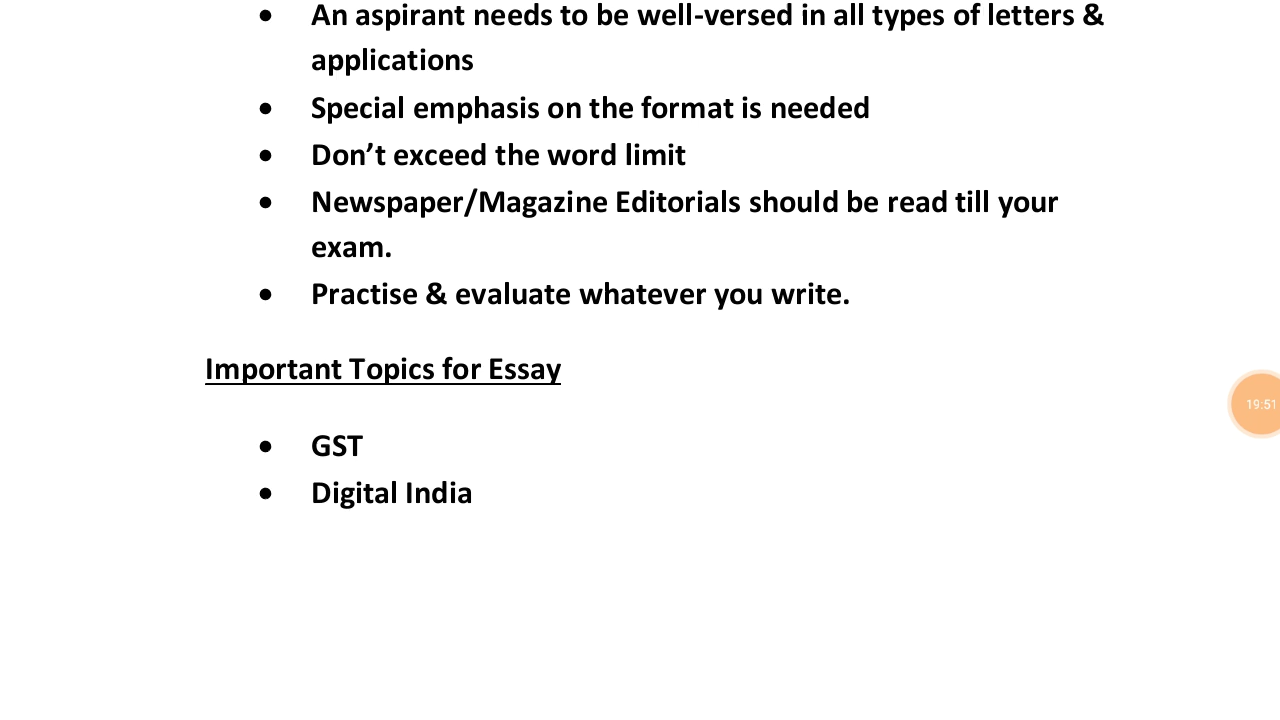 • An aspirant needs to be well-versed in all types of letters &
applications
• Special emphasis on the format is needed
• Don’t exceed the word limit
• Newspaper/Magazine Editorials should be read till your
exam.
• Practise & evaluate whatever you write.
Important Topics for Essay
19:51
• GST
• Digital India